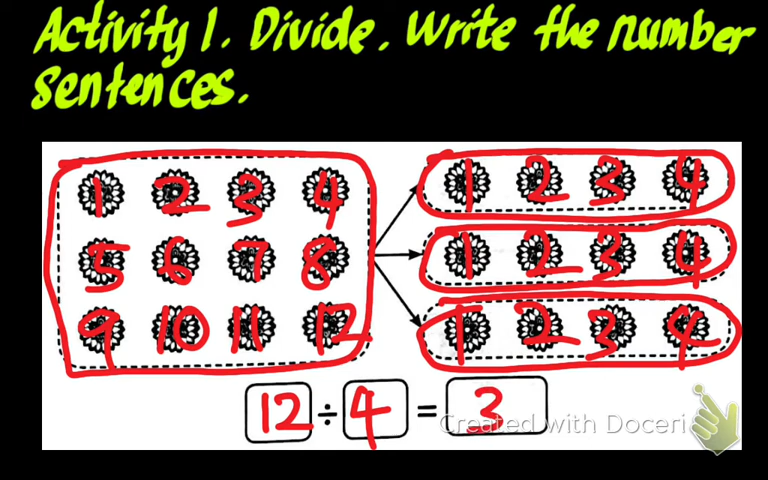 Activity 1. Divide. Write the number
sentences.
1 2 3 4 1 2 3 4
5 6 7 8 1 2 3 4
9 10 11 12 1 2 3 4
12 ÷ 4 = 3
Created with Doceri